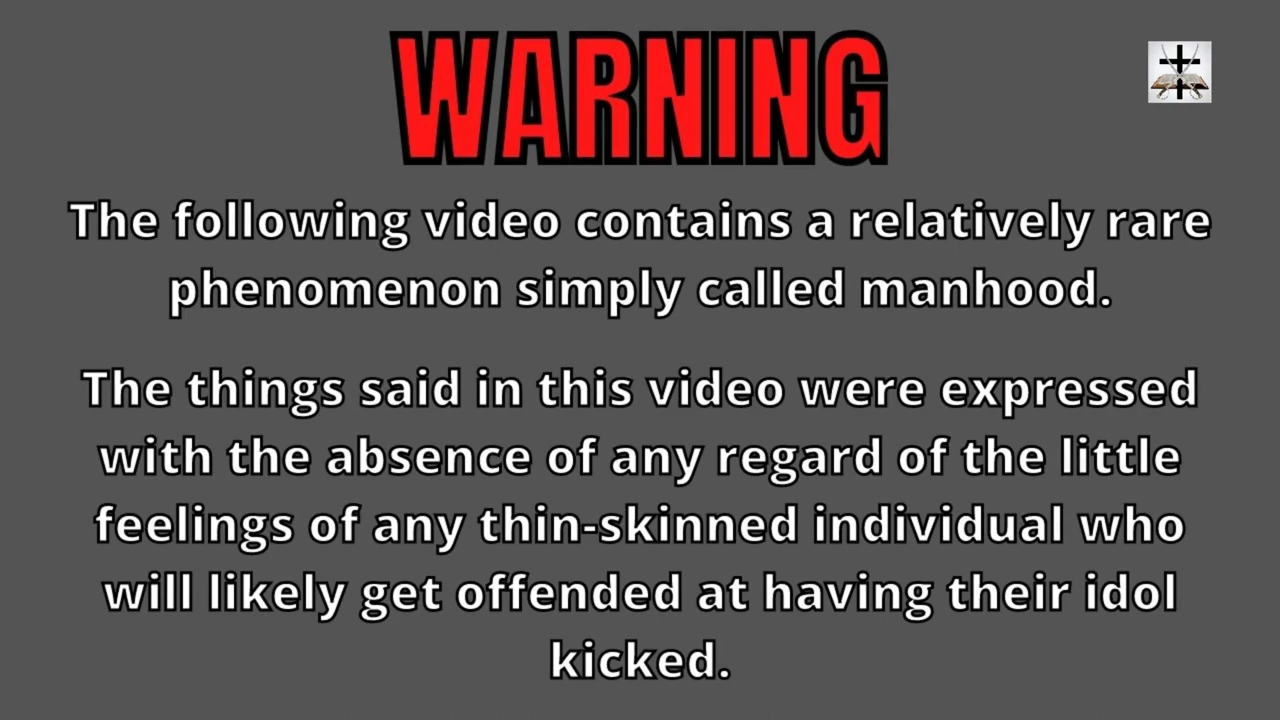 WARNING
The following video contains a relatively rare
phenomenon simply called manhood.
The things said in this video were expressed
with the absence of any regard of the little
feelings of any thin-skinned individual who
will likely get offended at having their idol
kicked.